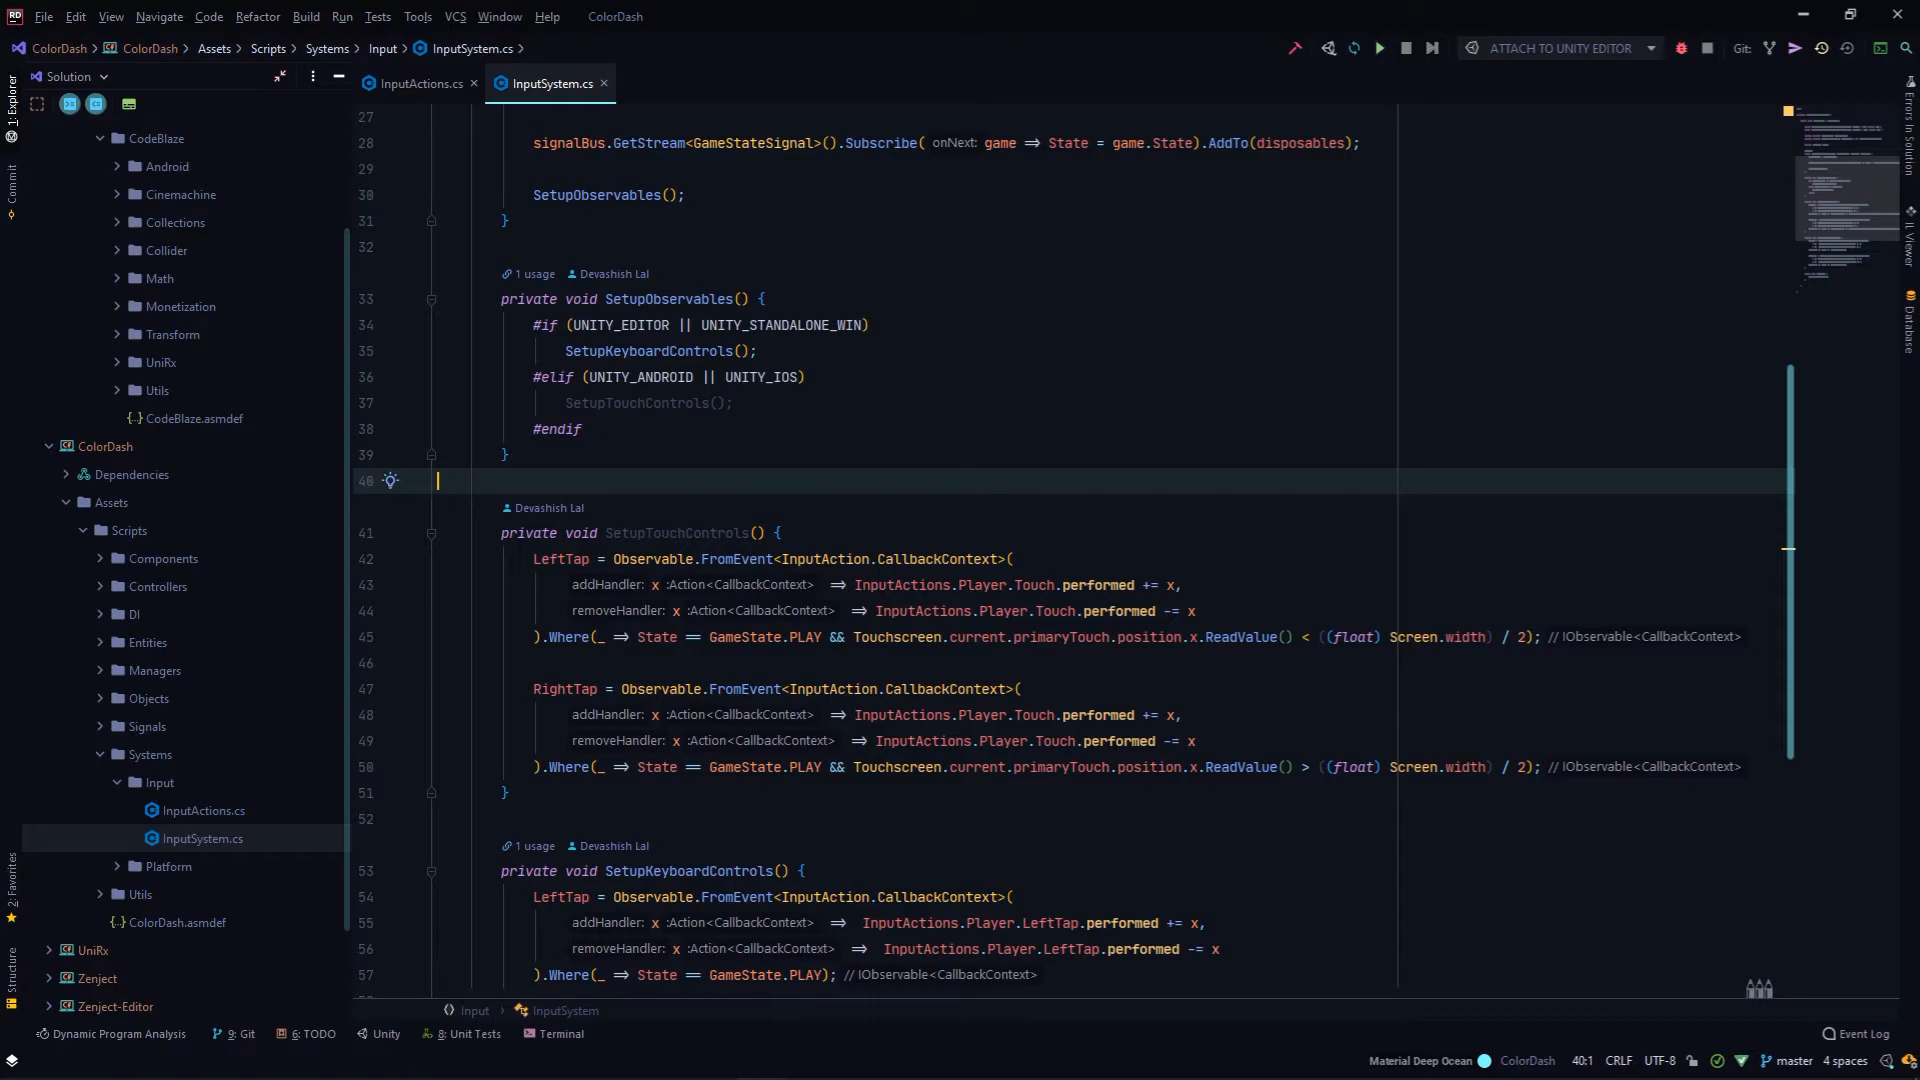 File Edit View Navigate Code Refactor Build Run Tests Tools VCS Window Help ColorDash
ColorDash ColorDash Assets Scripts Systems Input InputSystem.cs ATTACH TO UNITY EDITOR Git:
Solution
InputActions.cs InputSystem.cs
1: Explorer
Commit
2: Favorites
Structure
CodeBlaze
Android
Cinemachine
Collections
Collider
Math
Monetization
Transform
UniRx
Utils
CodeBlaze.asmdef
ColorDash
Dependencies
Assets
Scripts
Components
Controllers
DI
Entities
Managers
Objects
Signals
Systems
Input
InputActions.cs
InputSystem.cs
Platform
Utils
ColorDash.asmdef
UniRx
Zenject
Zenject-Editor
27
28 signalBus.GetStream<GameStateSignal>().Subscribe( onNext: game => State = game.State).AddTo(disposables);
29
30 SetupObservables();
31 }
32
1 usage Devashish Lal
33 private void SetupObservables() {
34 #if (UNITY_EDITOR || UNITY_STANDALONE_WIN)
35 SetupKeyboardControls();
36 #elif (UNITY_ANDROID || UNITY_IOS)
37 SetupTouchControls();
38 #endif
39 }
40
Devashish Lal
41 private void SetupTouchControls() {
42 LeftTap = Observable.FromEvent<InputAction.CallbackContext>(
43 addHandler: x :Action<CallbackContext> => InputActions.Player.Touch.performed += x,
44 removeHandler: x :Action<CallbackContext> => InputActions.Player.Touch.performed -= x
45 ).Where(_ => State == GameState.PLAY && Touchscreen.current.primaryTouch.position.x.ReadValue() < ((float) Screen.width) / 2); // IObservable<CallbackContext>
46
47 RightTap = Observable.FromEvent<InputAction.CallbackContext>(
48 addHandler: x :Action<CallbackContext> => InputActions.Player.Touch.performed += x,
49 removeHandler: x :Action<CallbackContext> => InputActions.Player.Touch.performed -= x
50 ).Where(_ => State == GameState.PLAY && Touchscreen.current.primaryTouch.position.x.ReadValue() > ((float) Screen.width) / 2); // IObservable<CallbackContext>
51 }
52
1 usage Devashish Lal
53 private void SetupKeyboardControls() {
54 LeftTap = Observable.FromEvent<InputAction.CallbackContext>(
55 addHandler: x :Action<CallbackContext> => InputActions.Player.LeftTap.performed += x,
56 removeHandler: x :Action<CallbackContext> => InputActions.Player.LeftTap.performed -= x
57 ).Where(_ => State == GameState.PLAY); // IObservable<CallbackContext>
Errors In Solution
IL Viewer
Database
Input InputSystem
Dynamic Program Analysis 9: Git 6: TODO Unity 8: Unit Tests Terminal Event Log
Material Deep Ocean ColorDash 40:1 CRLF UTF-8 master 4 spaces